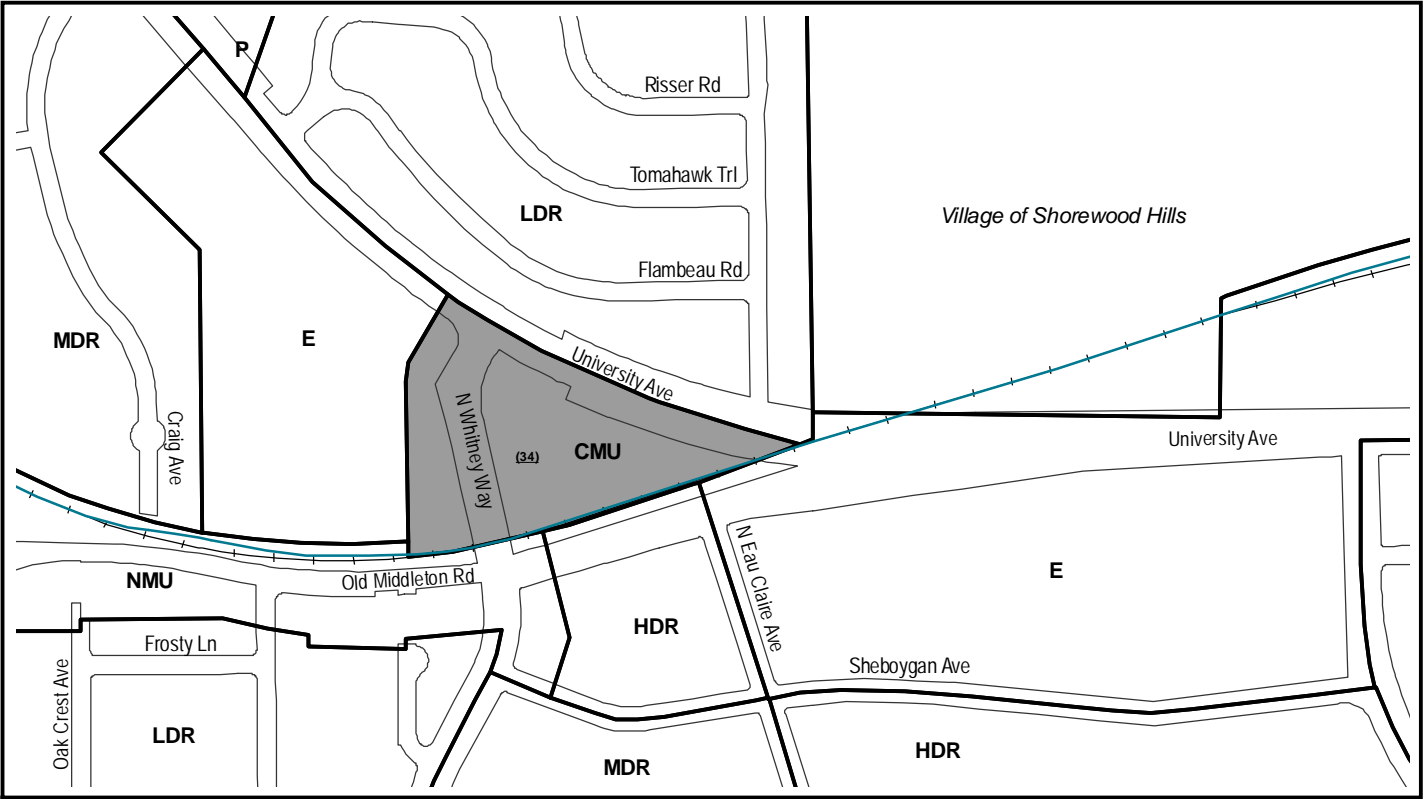 P
Risser Rd
Tomahawk Trl
LDR
Village of Shorewood Hills
Flambeau Rd
MDR
E
University Ave
N Whitney Way
Craig Ave
(34)
CMU
University Ave
N Eau Claire Ave
E
NMU
Old Middleton Rd
HDR
Frosty Ln
Sheboygan Ave
Oak Crest Ave
LDR
MDR
HDR